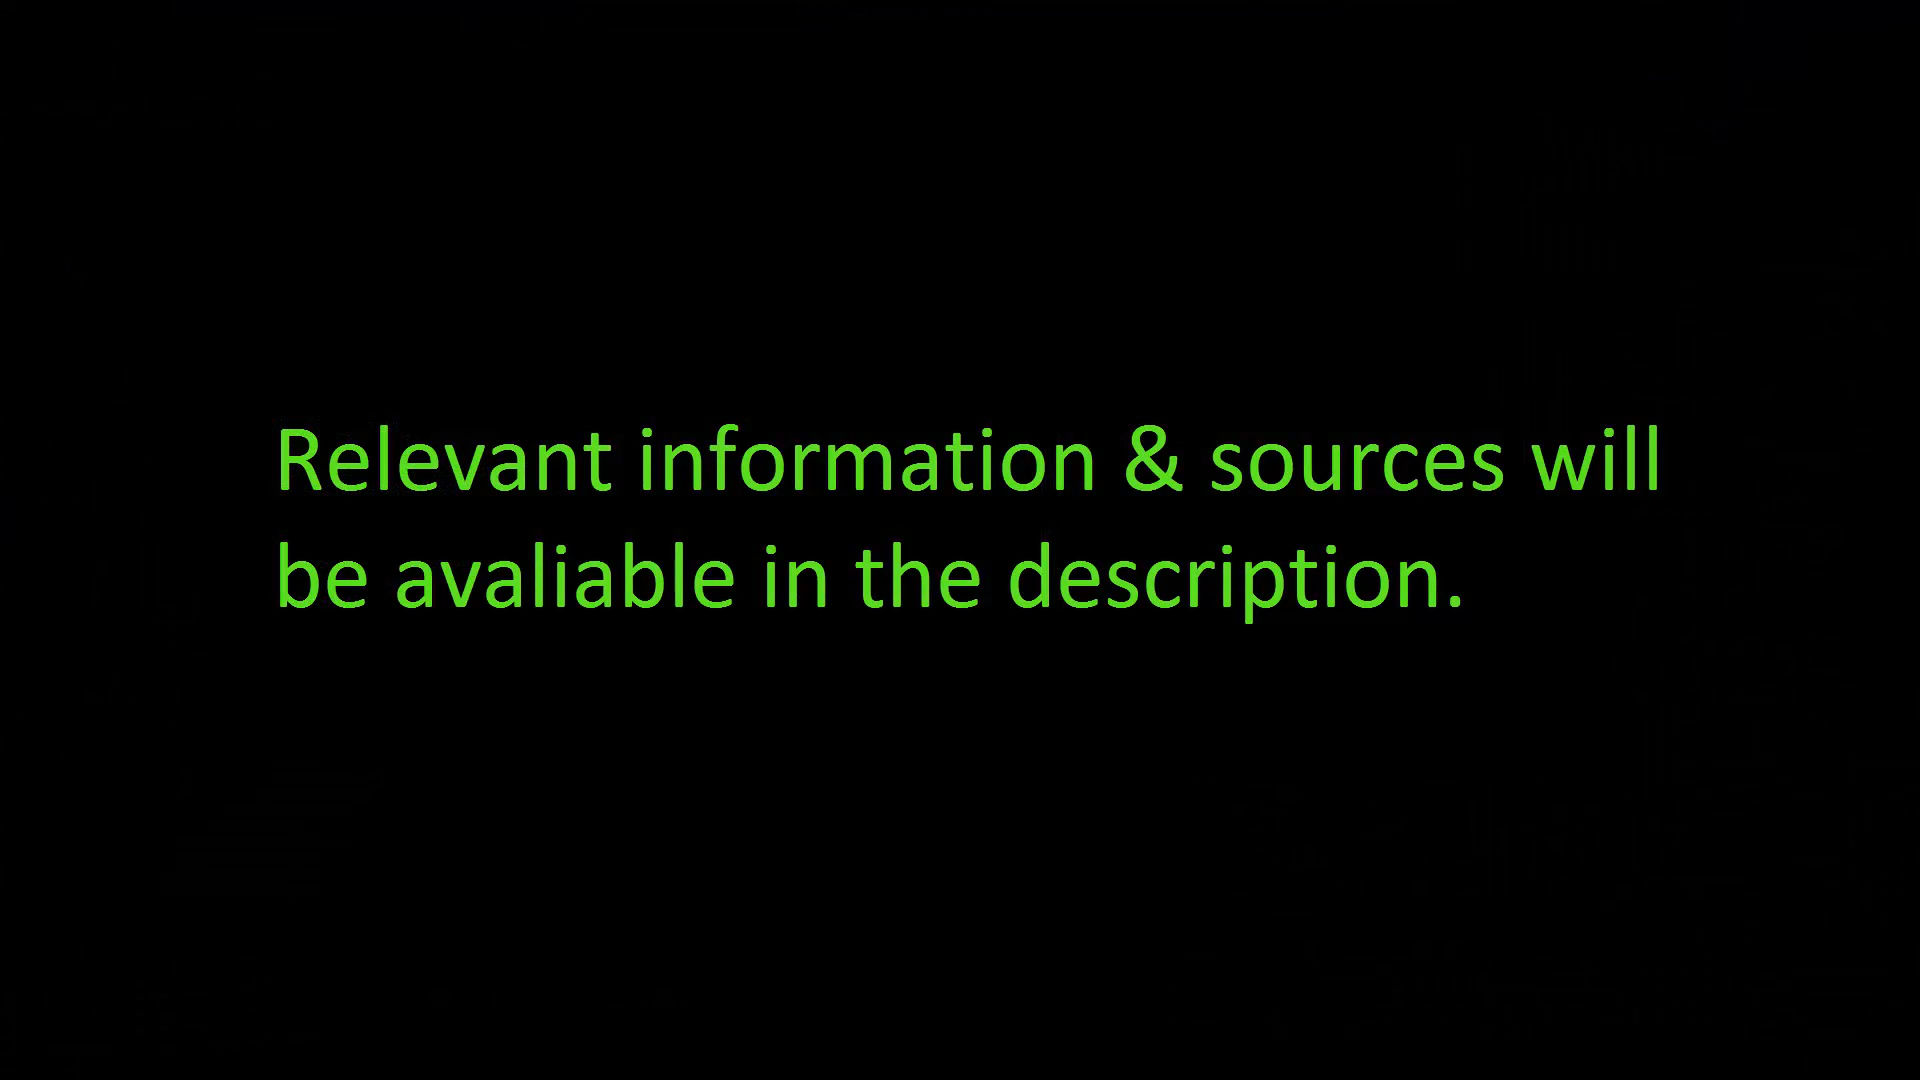 Relevant information & sources will
be avaliable in the description.